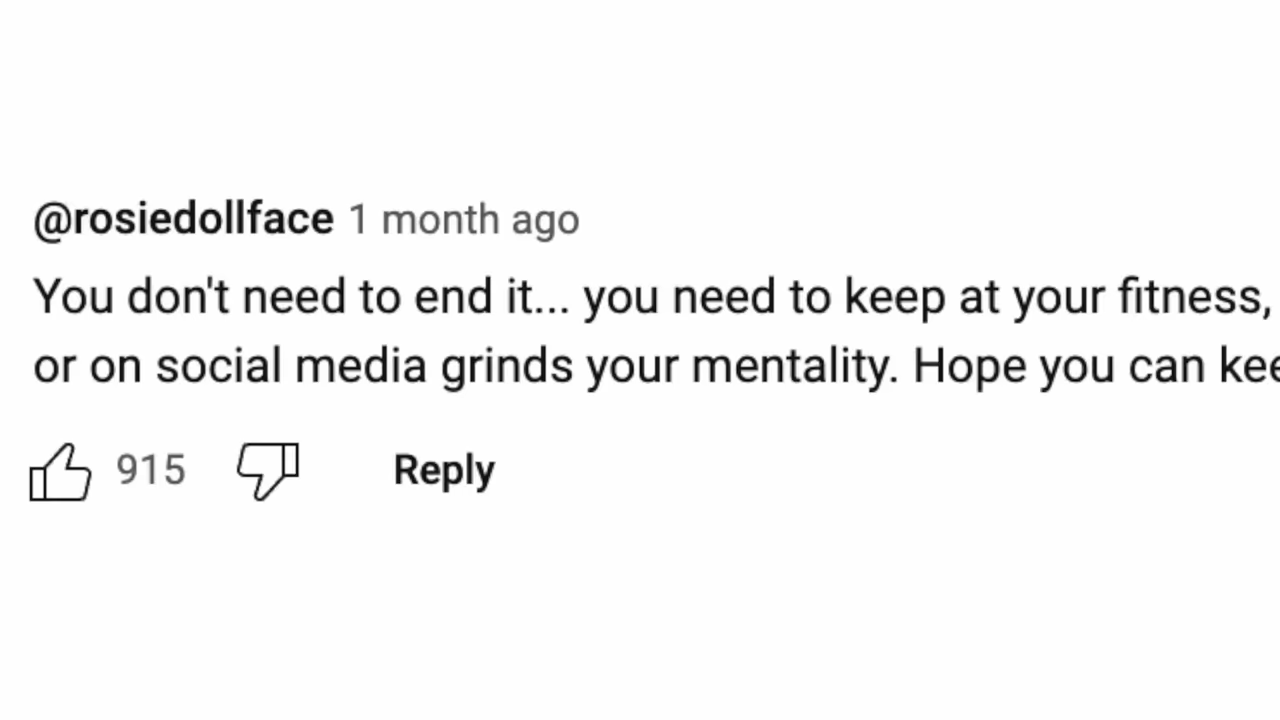 @rosiedollface 1 month ago
You don't need to end it... you need to keep at your fitness,
or on social media grinds your mentality. Hope you can
915 Reply